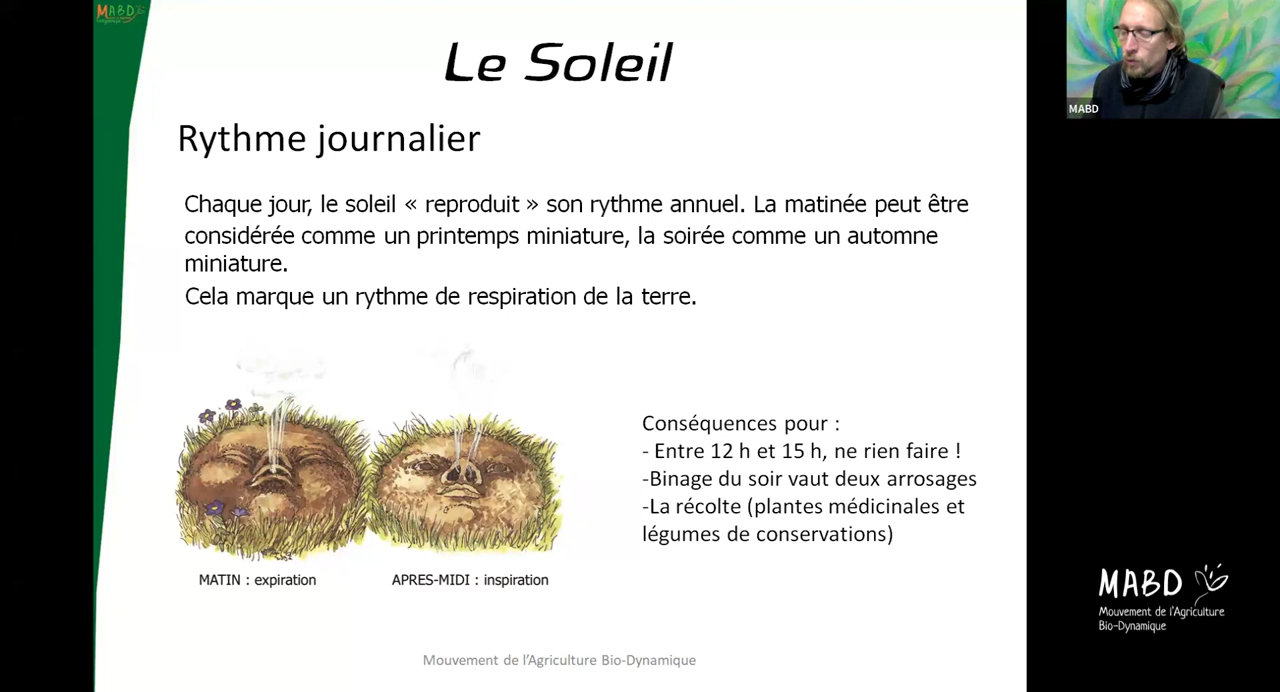 MABD
Le Soleil
MABD
Rythme journalier
Chaque jour, le soleil « reproduit » son rythme annuel. La matinée peut être
considérée comme un printemps miniature, la soirée comme un automne
miniature.
Cela marque un rythme de respiration de la terre.
Conséquences pour :
- Entre 12 h et 15 h, ne rien faire !
-Binage du soir vaut deux arrosages
-La récolte (plantes médicinales et
légumes de conservations)
MATIN : expiration
APRES-MIDI : inspiration
MABD
Mouvement de l'Agriculture
Bio-Dynamique
Mouvement de l’Agriculture Bio-Dynamique